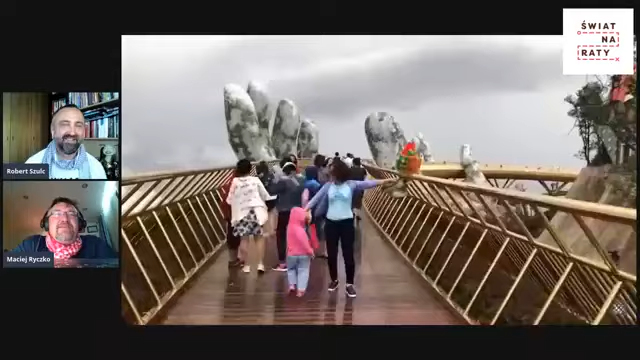 ŚWIAT
NA
RATY
Robert Szulc
Maciej Ryczko